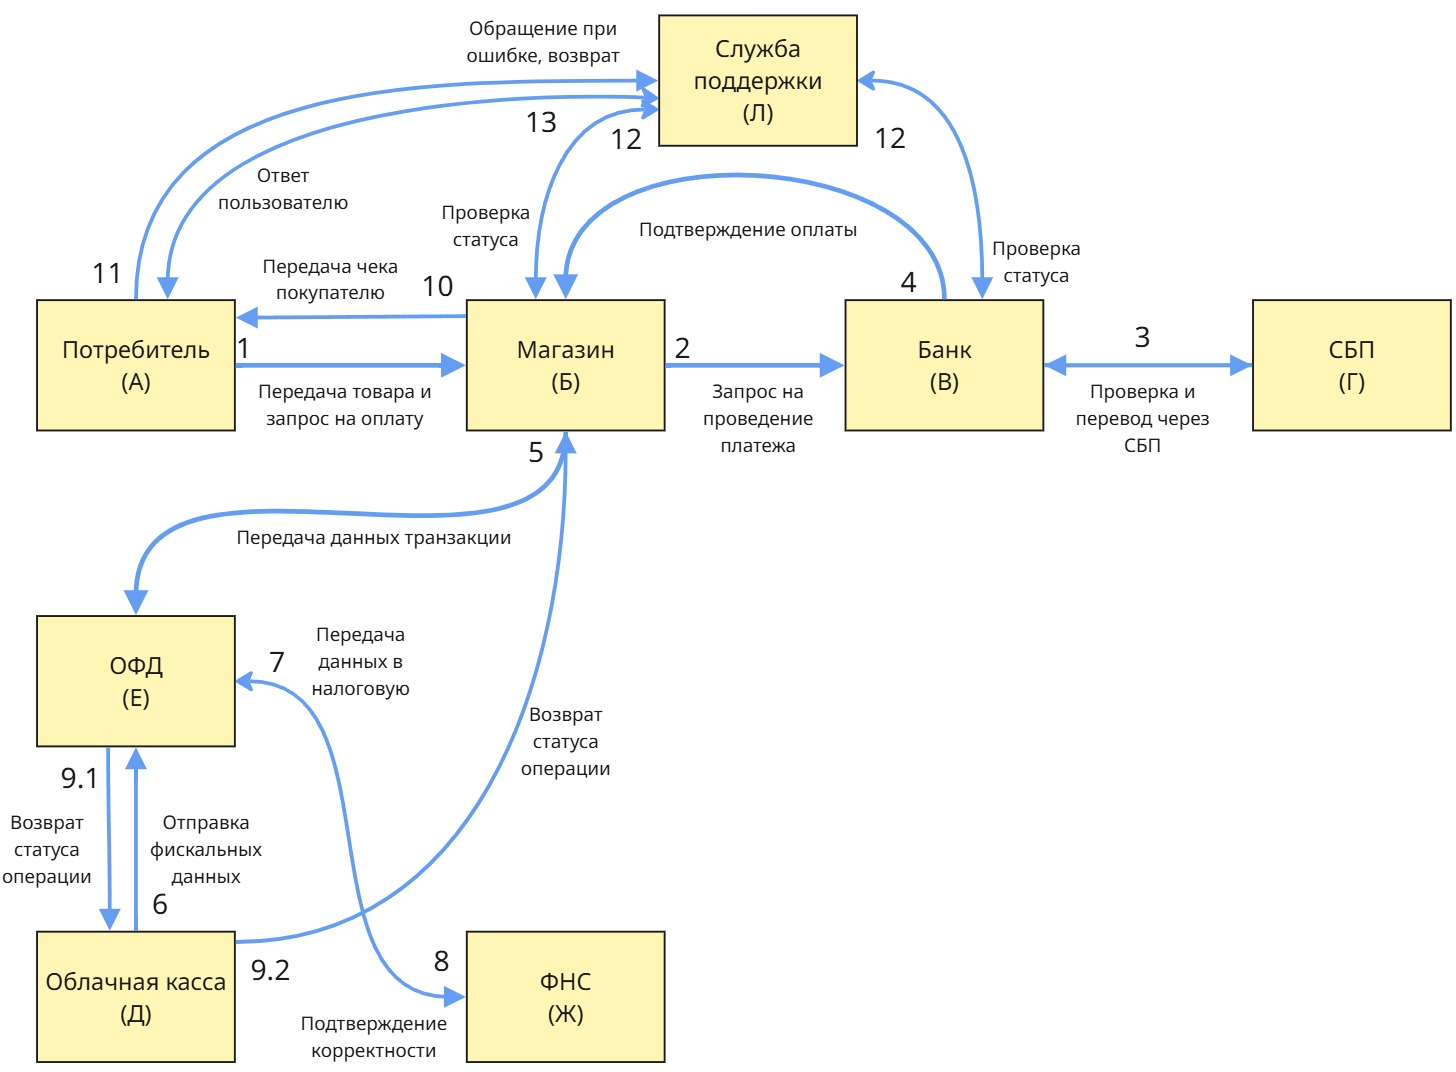 Обращение при
ошибке, возврат
Служба
поддержки
(Л)
13
12
12
Ответ
пользователю
Проверка
статуса
Подтверждение оплаты
Проверка
статуса
11
Передача чека
покупателю
10
4
Потребитель
(А)
1
Передача товара и
запрос на оплату
Магазин
(Б)
2
Запрос на
проведение
платежа
Банк
(В)
3
Проверка и
перевод через
СБП
СБП
(Г)
5
Передача данных транзакции
ОФД
(Е)
7
Передача
данных в
налоговую
Возврат
статуса
операции
9.1
Возврат
статуса
операции
Отправка
фискальных
данных
6
Облачная касса
(Д)
9.2
8
Подтверждение
корректности
ФНС
(Ж)